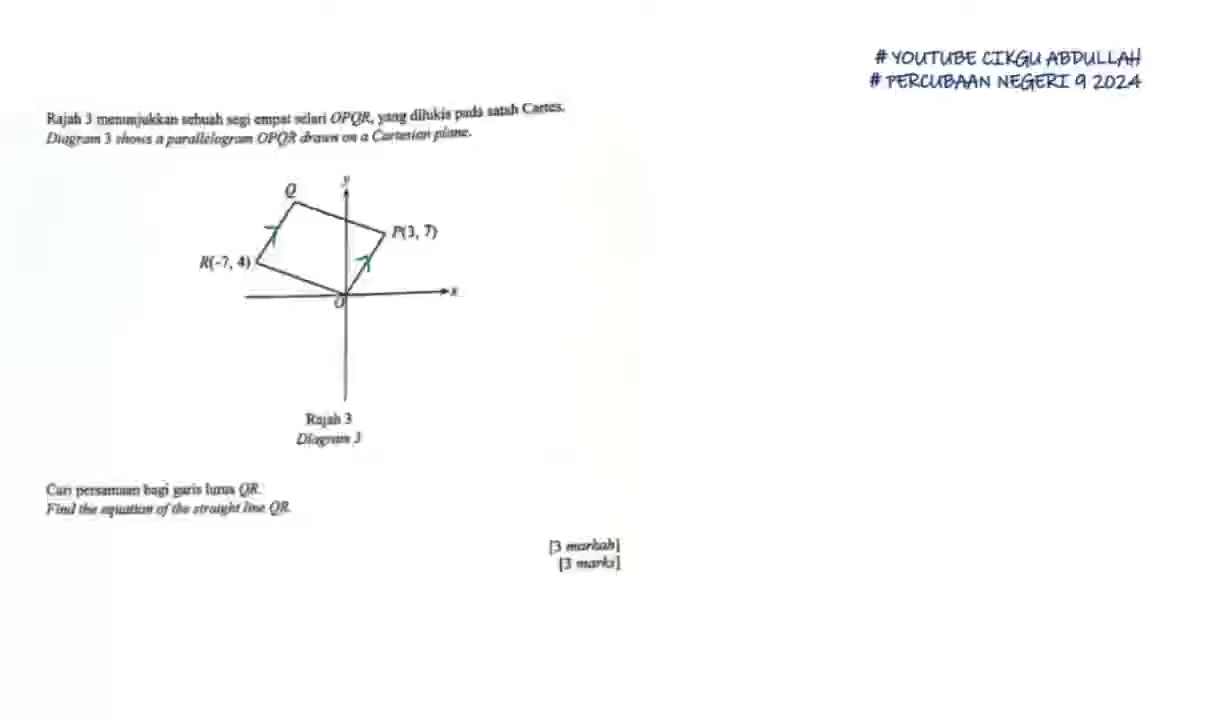 # YOUTUBE CIKGU ABDULLAH
# PERCUBAAN NEGERI 9 2024
Rajah 3 menunjukkan sebuah segi empat selari OPQR, yang dilukis pada satah Cartes.
Diagram 3 shows a parallelogram OPQR drawn on a Cartesian plane.
y
Q
P(3, 7)
R(-7, 4)
x
O
Rajah 3
Diagram 3
Cari persamaan bagi garis lurus QR.
Find the equation of the straight line QR.
[3 markah]
[3 marks]